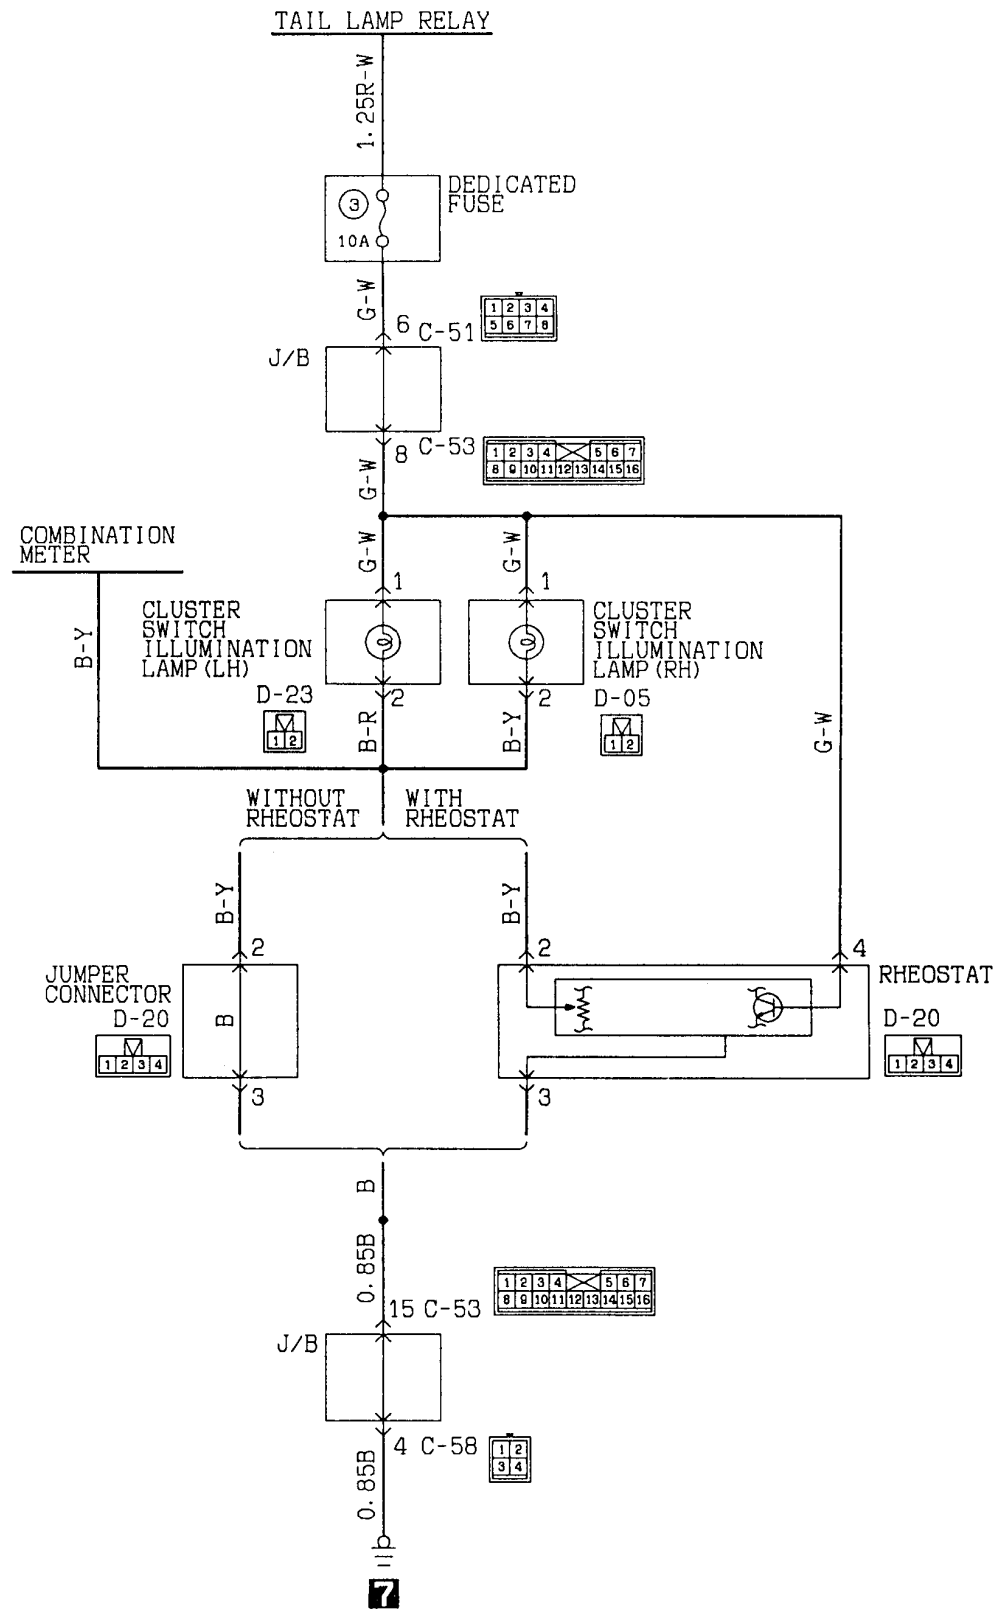 TAIL LAMP RELAY
1.25R-W
DEDICATED
FUSE
3
10A
G-W
6 C-51
1 2 3 4
5 6 7 8
J/B
8 C-53
1 2 3 4 5 6 7
8 9 10 11 12 13 14 15 16
G-W
COMBINATION
METER
G-W
G-W
1
1
CLUSTER
SWITCH
ILLUMINATION
LAMP(LH)
D-23
1 2
CLUSTER
SWITCH
ILLUMINATION
LAMP(RH)
D-05
1 2
B-Y
2
2
B-R
B-Y
G-W
WITHOUT
RHEOSTAT
WITH
RHEOSTAT
B-Y
B-Y
2
2
4
JUMPER
CONNECTOR
D-20
1 2 3 4
B
RHEOSTAT
D-20
1 2 3 4
3
3
B
0.85B
15 C-53
1 2 3 4 5 6 7
8 9 10 11 12 13 14 15 16
J/B
4 C-58
1 2
3 4
0.85B
7